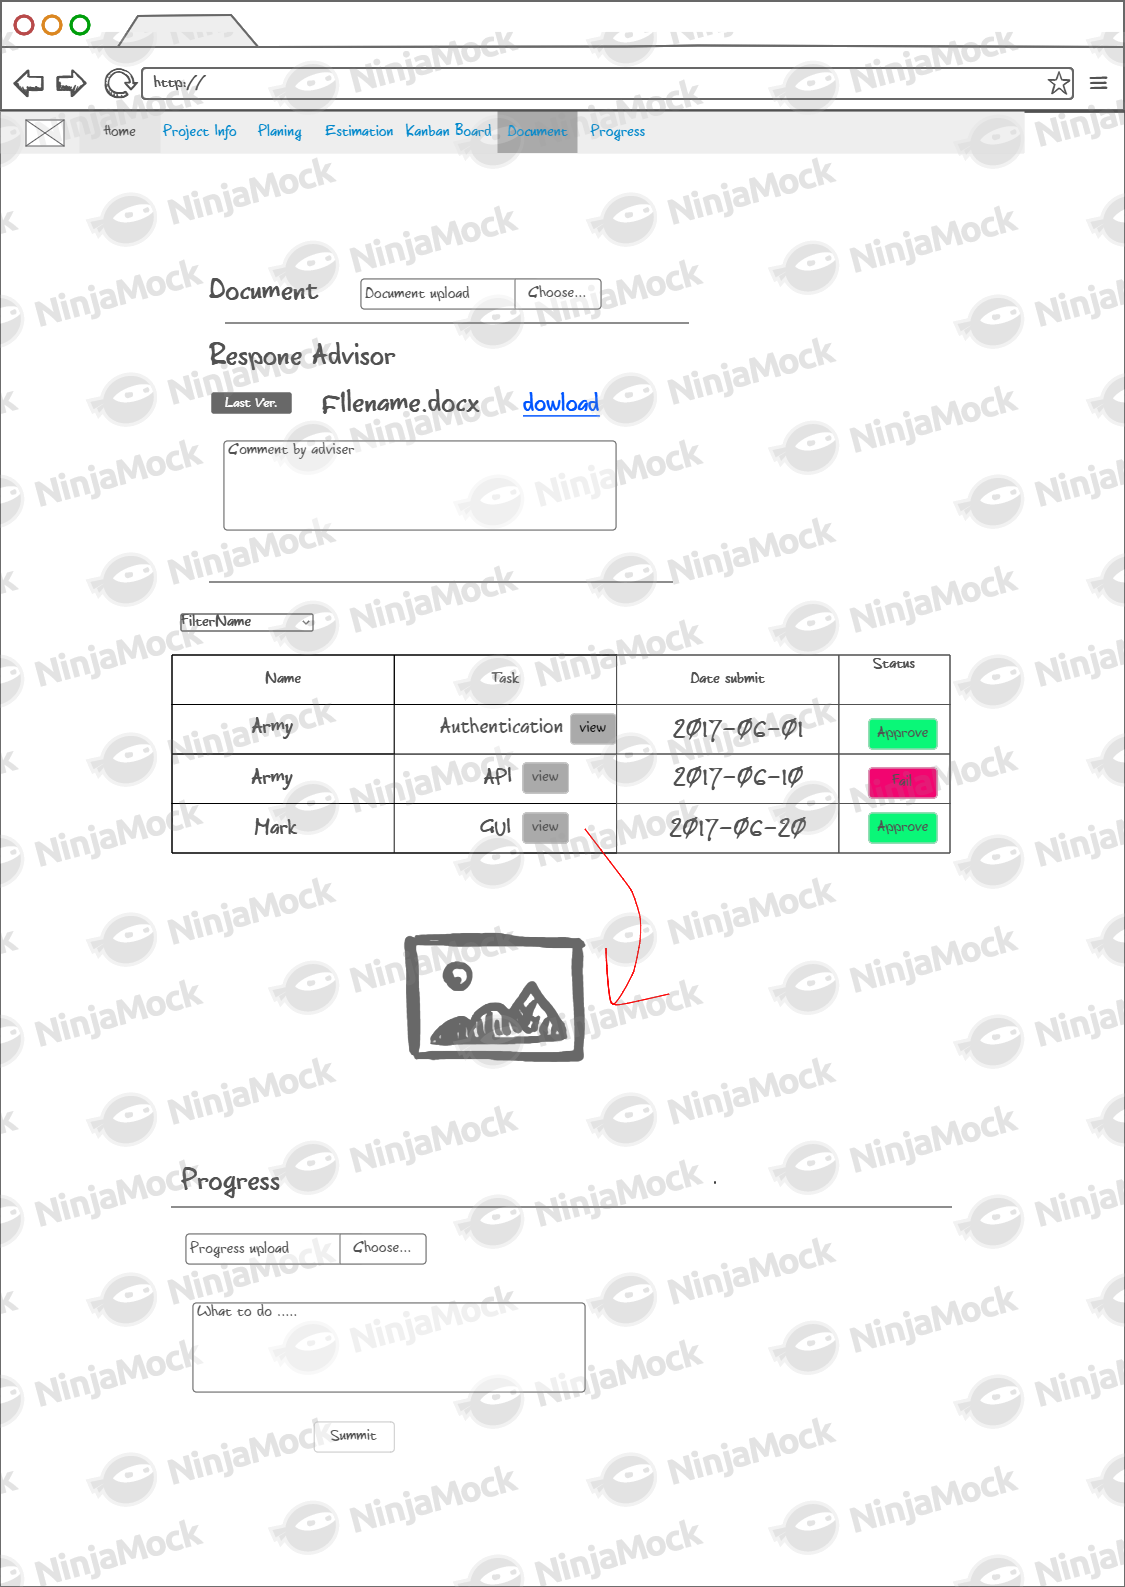 http://
Home Project Info Planing Estimation Kanban Board Document Progress
Document Document upload Choose...
Respone Advisor
Last Ver. FIlename.docx dowload
Comment by adviser
FilterName
Name Task Date submit Status
Army Authentication view 2017-06-01 Approve
Army API view 2017-06-10 Fail
Mark GUI view 2017-06-20 Approve
Progress
Progress upload Choose...
What to do .....
Summit
NinjaMock